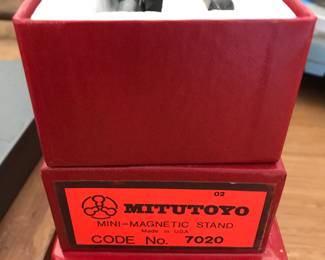 02
MITUTOYO
MINI-MAGNETIC STAND
Made in USA
CODE No. 7020